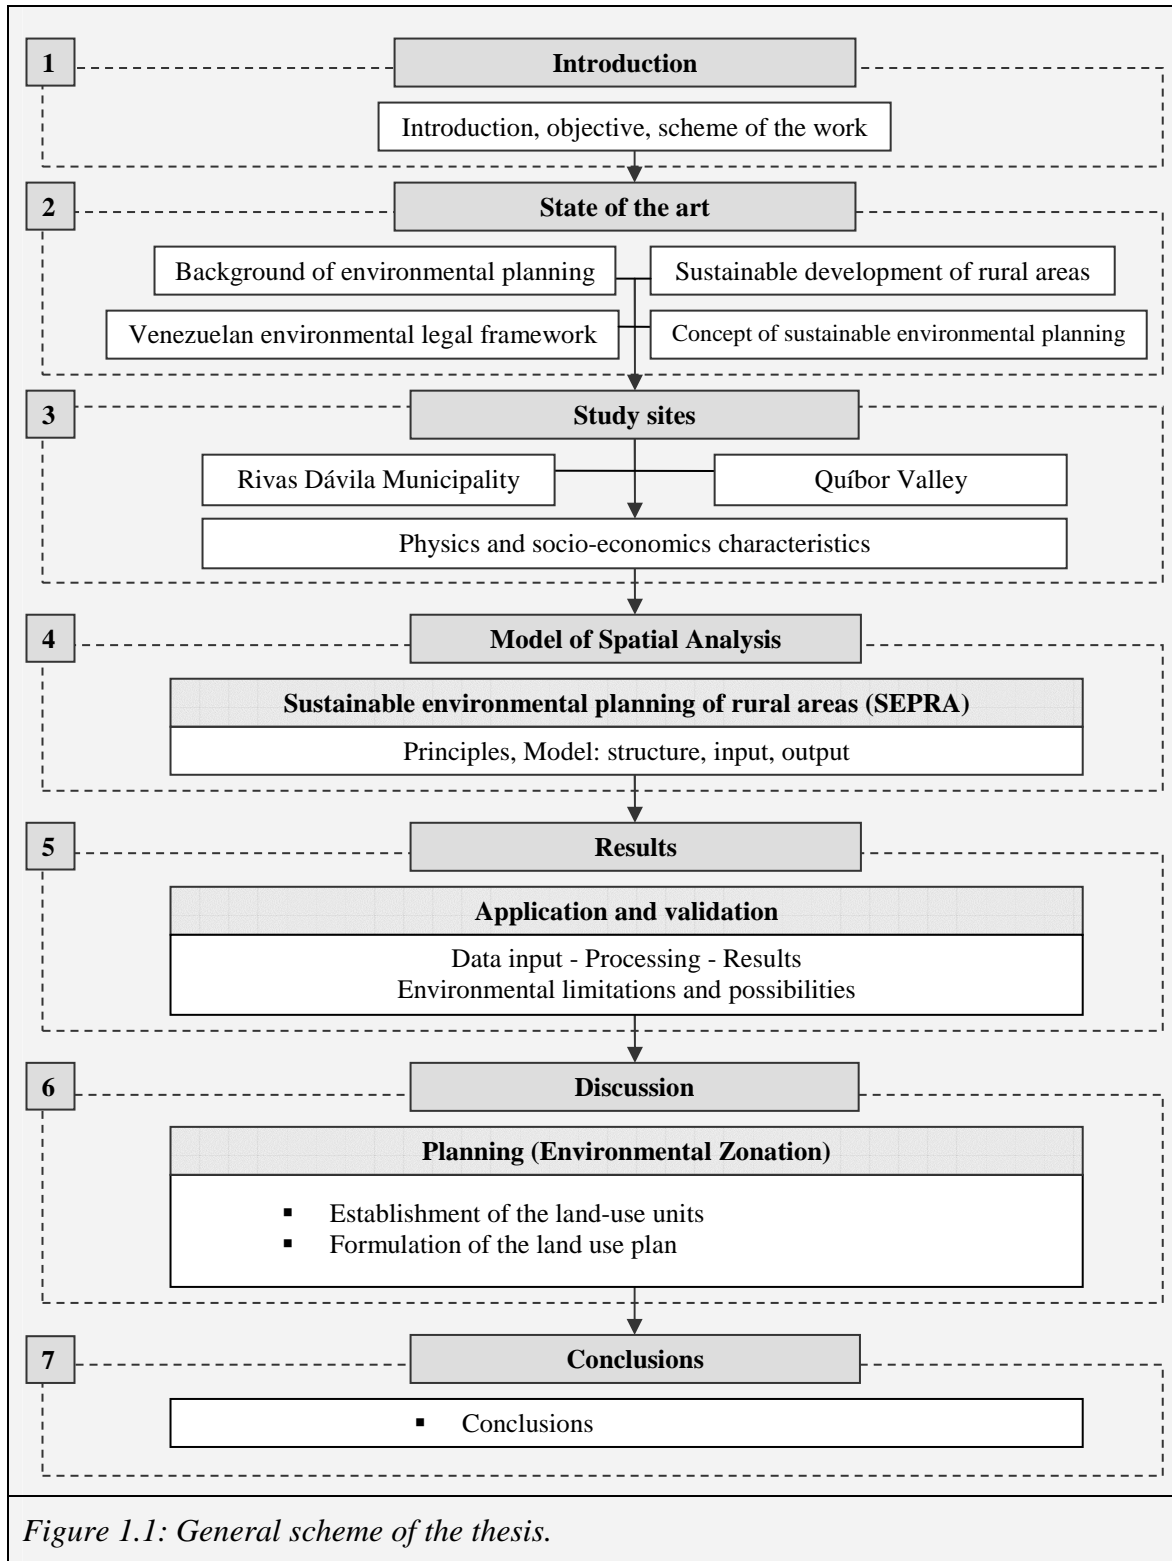 1
Introduction
Introduction, objective, scheme of the work
2
State of the art
Background of environmental planning
Sustainable development of rural areas
Venezuelan environmental legal framework
Concept of sustainable environmental planning
3
Study sites
Rivas Dávila Municipality
Quíbor Valley
Physics and socio-economics characteristics
4
Model of Spatial Analysis
Sustainable environmental planning of rural areas (SEPRA)
Principles, Model: structure, input, output
5
Results
Application and validation
Data input - Processing - Results
Environmental limitations and possibilities
6
Discussion
Planning (Environmental Zonation)
▪ Establishment of the land-use units
▪ Formulation of the land use plan
7
Conclusions
▪ Conclusions
Figure 1.1: General scheme of the thesis.